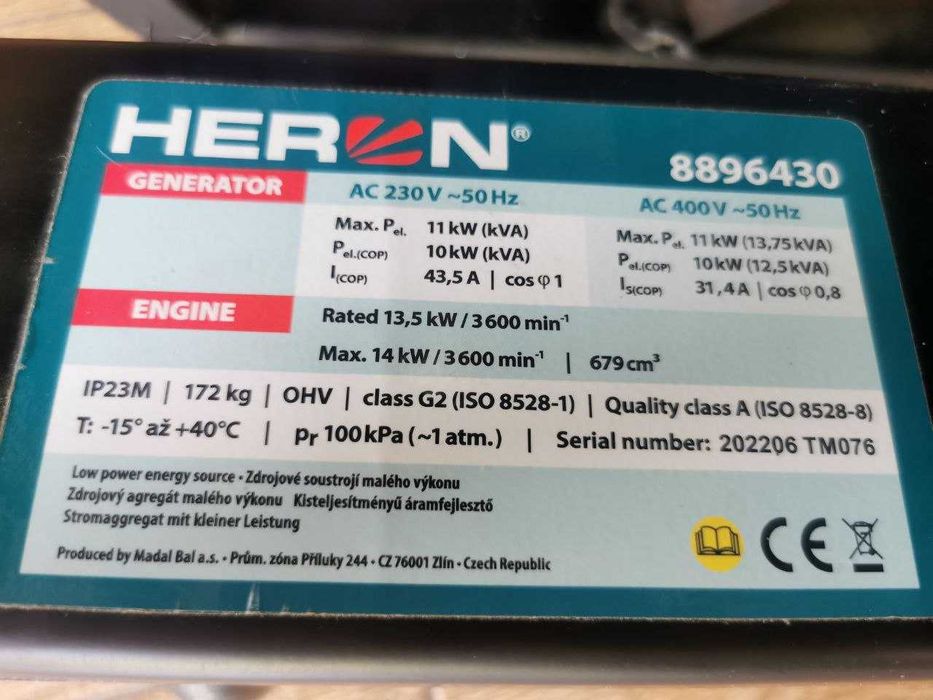 HERON®
8896430
GENERATOR
AC 230 V ~50 Hz
Max. Pel. 11 kW (kVA)
Pel.(COP) 10 kW (kVA)
I(COP) 43,5 A | cos φ 1
AC 400 V ~50 Hz
Max. Pel. 11 kW (13,75 kVA)
Pel.(COP) 10 kW (12,5 kVA)
IS(COP) 31,4 A | cos φ 0,8
ENGINE
Rated 13,5 kW / 3600 min⁻¹
Max. 14 kW / 3600 min⁻¹ | 679 cm³
IP23M | 172 kg | OHV | class G2 (ISO 8528-1) | Quality class A (ISO 8528-8)
T: -15° až +40°C | pr 100 kPa (~1 atm.) | Serial number: 202206 TM076
Low power energy source • Zdrojové soustrojí malého výkonu
Zdrojový agregát malého výkonu Kisteljesítményű áramfejlesztő
Stromaggregat mit kleiner Leistung
Produced by Madal Bal a.s. • Prům. zóna Příluky 244 • CZ 76001 Zlín • Czech Republic
CE